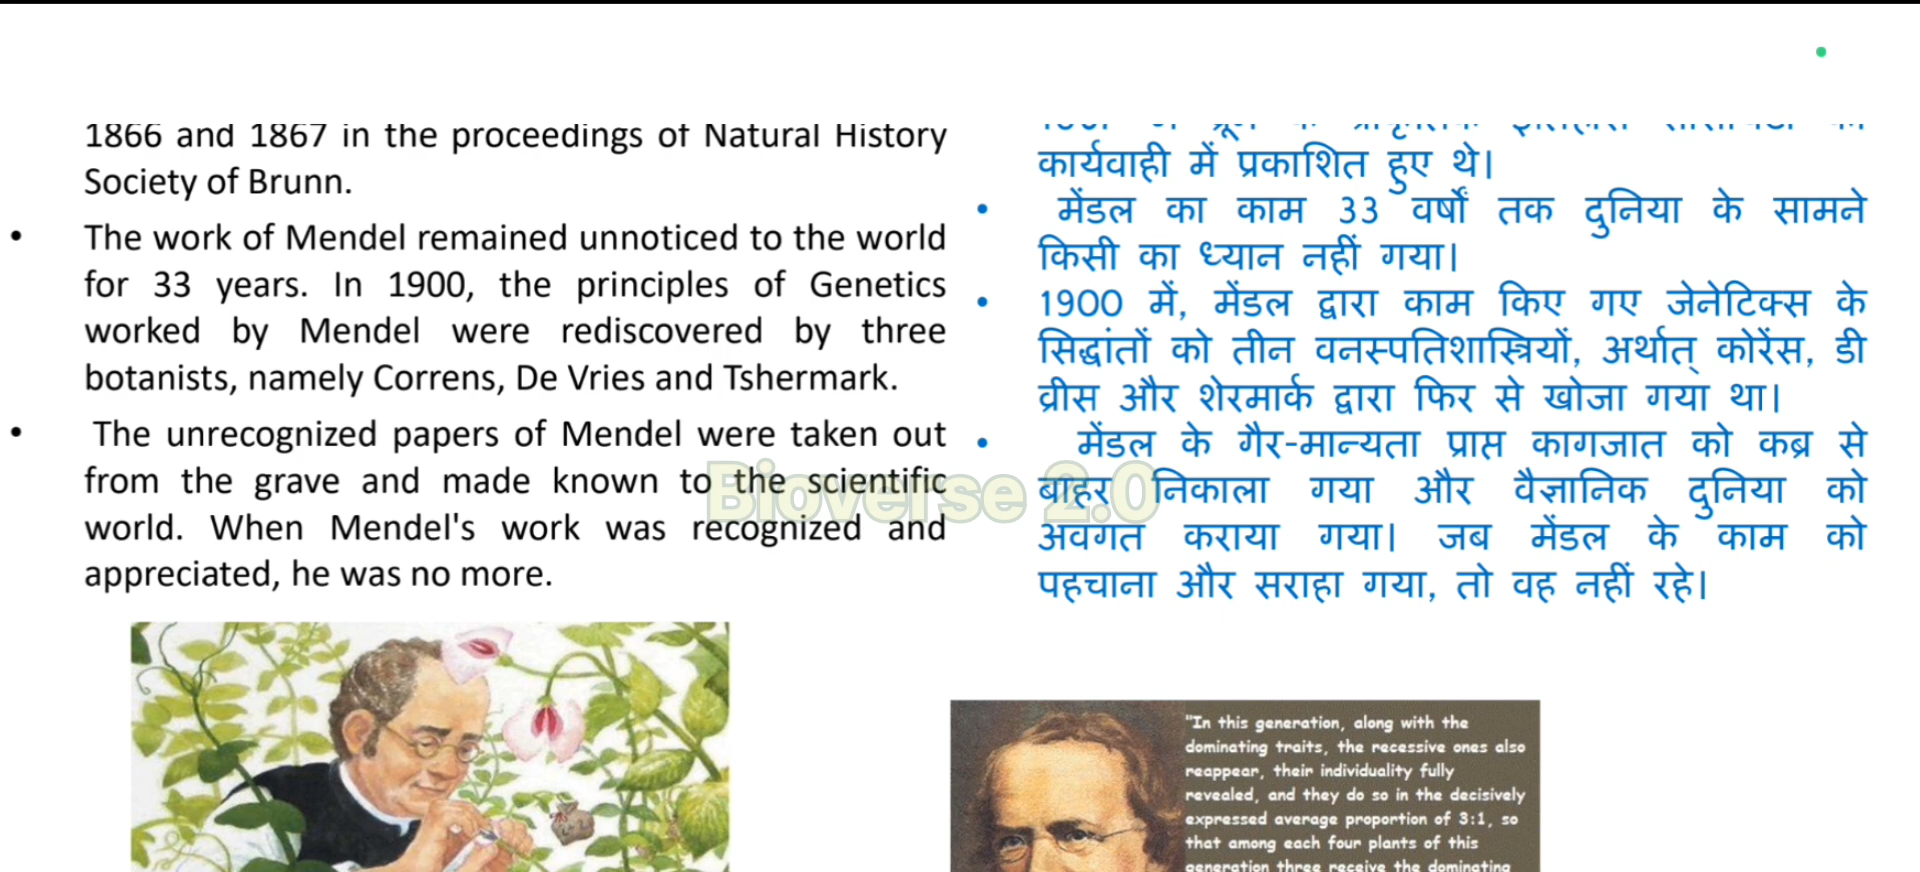 1866 and 1867 in the proceedings of Natural History
Society of Brunn.
• The work of Mendel remained unnoticed to the world
for 33 years. In 1900, the principles of Genetics
worked by Mendel were rediscovered by three
botanists, namely Correns, De Vries and Tshermark.
• The unrecognized papers of Mendel were taken out
from the grave and made known to the scientific
world. When Mendel's work was recognized and
appreciated, he was no more.
कार्यवाही में प्रकाशित हुए थे।
• मेंडल का काम 33 वर्षों तक दुनिया के सामने
किसी का ध्यान नहीं गया।
• 1900 में, मेंडल द्वारा काम किए गए जेनेटिक्स के
सिद्धांतों को तीन वनस्पतिशास्त्रियों, अर्थात् कोरेंस, डी
व्रीस और शेरमार्क द्वारा फिर से खोजा गया था।
• मेंडल के गैर-मान्यता प्राप्त कागजात को कब्र से
बाहर निकाला गया और वैज्ञानिक दुनिया को
अवगत कराया गया। जब मेंडल के काम को
पहचाना और सराहा गया, तो वह नहीं रहे।
Bioverse 2.0
"In this generation, along with the
dominating traits, the recessive ones also
reappear, their individuality fully
revealed, and they do so in the decisively
expressed average proportion of 3:1, so
that among each four plants of this
generation three receive the dominating